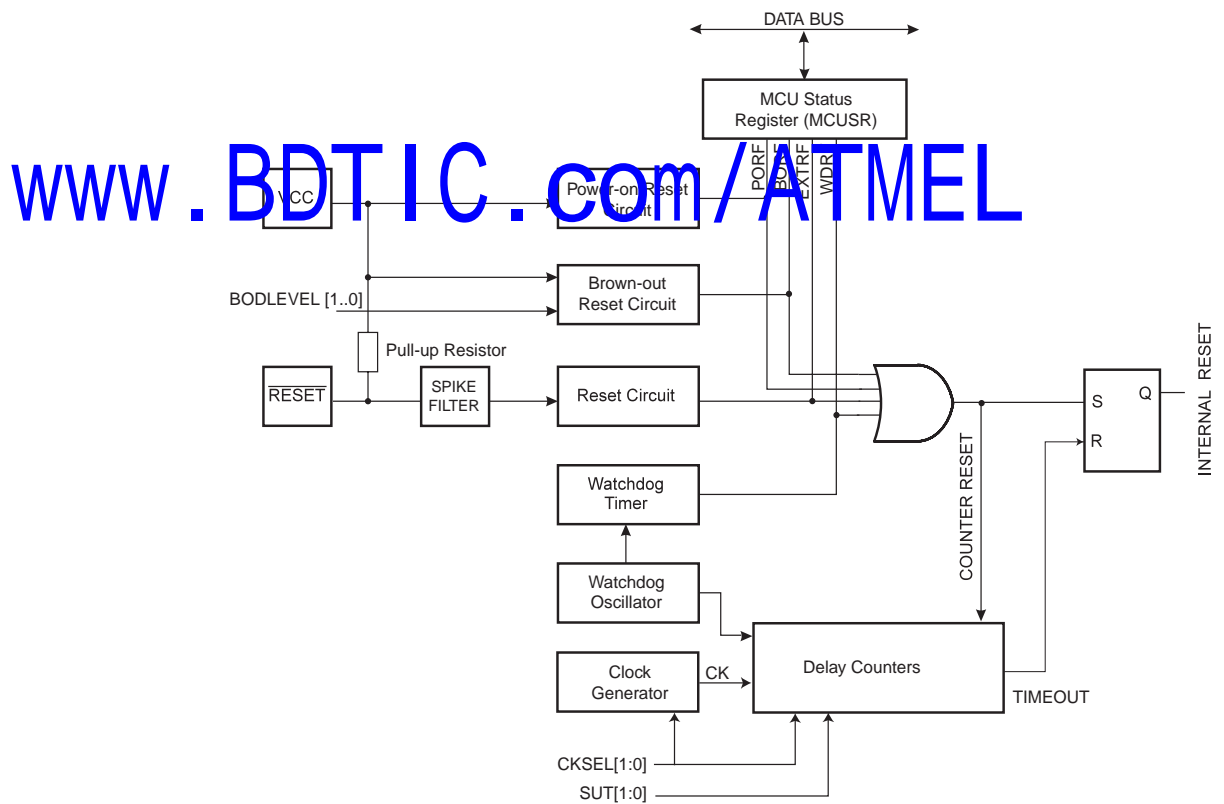 DATA BUS
MCU Status
Register (MCUSR)
PORF
BORF
EXTRF
WDRF
www.BDTIC.com/ATMEL
VCC
Power-on Reset
Circuit
Brown-out
Reset Circuit
BODLEVEL [1..0]
Pull-up Resistor
RESET
SPIKE
FILTER
Reset Circuit
S
Q
R
INTERNAL RESET
Watchdog
Timer
COUNTER RESET
Watchdog
Oscillator
Clock
Generator
CK
Delay Counters
TIMEOUT
CKSEL[1:0]
SUT[1:0]